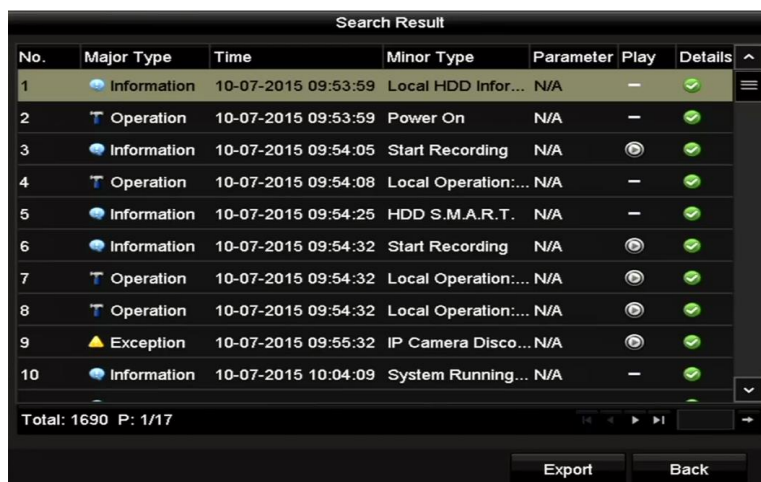 Search Result
No. Major Type Time Minor Type Parameter Play Details
1 Information 10-07-2015 09:53:59 Local HDD Infor... N/A –
2 Operation 10-07-2015 09:53:59 Power On N/A –
3 Information 10-07-2015 09:54:05 Start Recording N/A
4 Operation 10-07-2015 09:54:08 Local Operation:... N/A –
5 Information 10-07-2015 09:54:25 HDD S.M.A.R.T. N/A –
6 Information 10-07-2015 09:54:32 Start Recording N/A
7 Operation 10-07-2015 09:54:32 Local Operation:... N/A
8 Operation 10-07-2015 09:54:32 Local Operation:... N/A
9 Exception 10-07-2015 09:55:32 IP Camera Disco... N/A
10 Information 10-07-2015 10:04:09 System Running... N/A –
Total: 1690 P: 1/17
Export Back